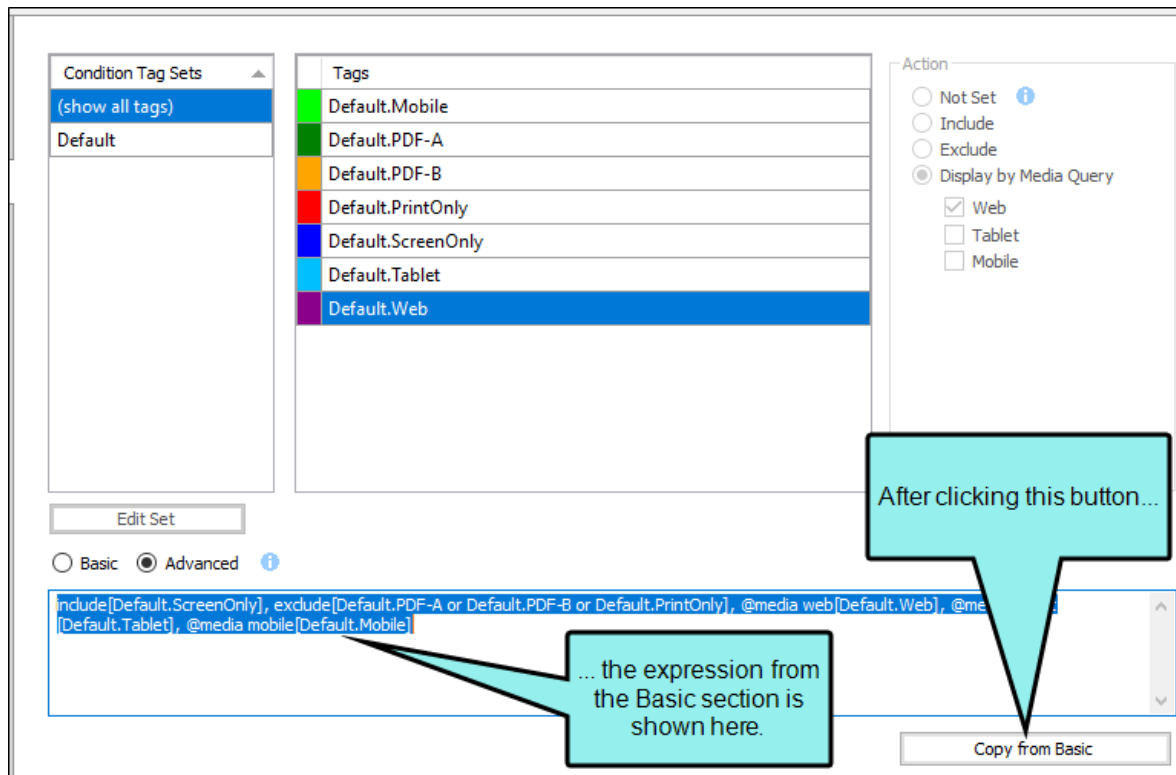 Condition Tag Sets
(show all tags)
Default
Tags
Default.Mobile
Default.PDF-A
Default.PDF-B
Default.PrintOnly
Default.ScreenOnly
Default.Tablet
Default.Web
Action
Not Set
Include
Exclude
Display by Media Query
Web
Tablet
Mobile
Edit Set
Basic
Advanced
include[Default.ScreenOnly], exclude[Default.PDF-A or Default.PDF-B or Default.PrintOnly], @media web[Default.Web],
[Default.Tablet], @media mobile[Default.Mobile]
After clicking this button...
... the expression from
the Basic section is
shown here.
Copy from Basic